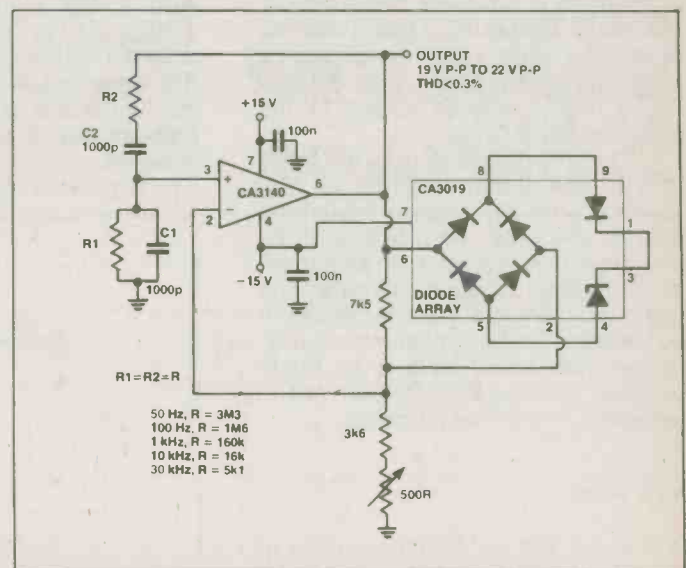 OUTPUT
19 V P-P TO 22 V P-P
THD<0.3%
R2
+15 V
C2
1000p
100n
7
3
+
CA3140
6
2
−
4
R1
C1
1000p
−15 V
100n
CA3019
8
9
7
1
6
3
DIODE
ARRAY
5
2
4
7k5
R1=R2=R
50 Hz, R = 3M3
100 Hz, R = 1M6
1 kHz, R = 160k
10 kHz, R = 16k
30 kHz, R = 5k1
3k6
500R